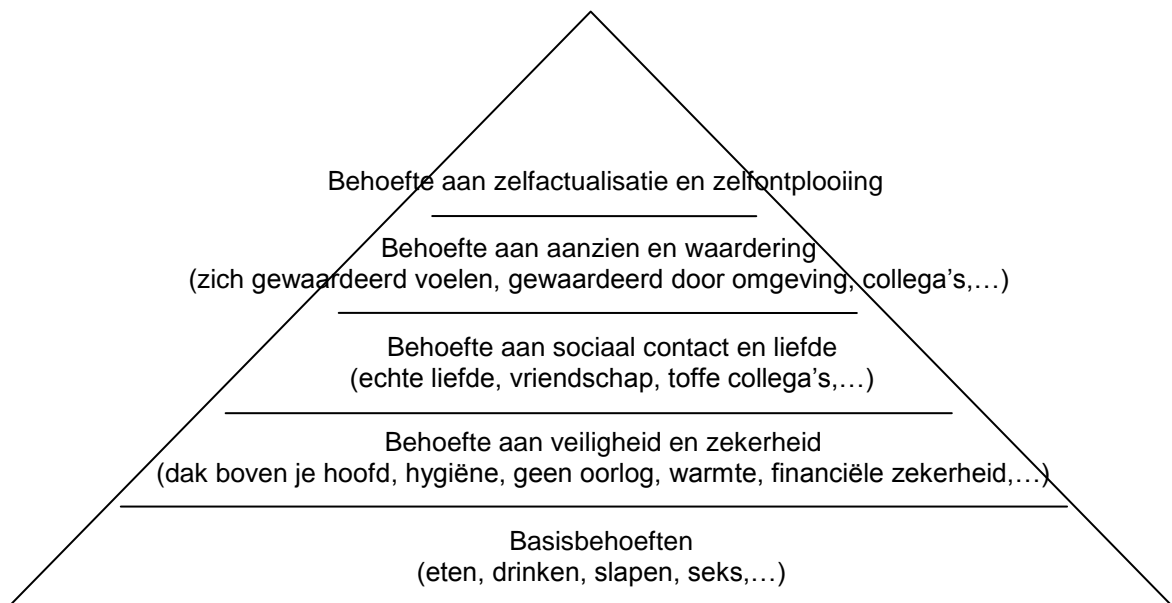 Behoefte aan zelfactualisatie en zelfontplooiing
Behoefte aan aanzien en waardering
(zich gewaardeerd voelen, gewaardeerd door omgeving, collega’s,…)
Behoefte aan sociaal contact en liefde
(echte liefde, vriendschap, toffe collega’s,…)
Behoefte aan veiligheid en zekerheid
(dak boven je hoofd, hygiëne, geen oorlog, warmte, financiële zekerheid,…)
Basisbehoeften
(eten, drinken, slapen, seks,…)